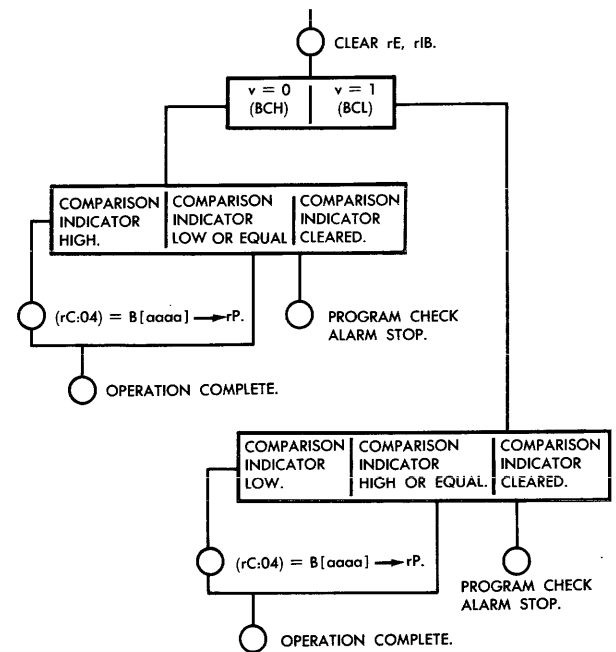 CLEAR rE, rIB.
v = 0 v = 1
(BCH) (BCL)
COMPARISON INDICATOR HIGH.
COMPARISON INDICATOR LOW OR EQUAL
COMPARISON INDICATOR CLEARED.
(rC:04) = B[aaaa] → rP.
PROGRAM CHECK
ALARM STOP.
OPERATION COMPLETE.
COMPARISON INDICATOR LOW.
COMPARISON INDICATOR HIGH OR EQUAL.
COMPARISON INDICATOR CLEARED.
(rC:04) = B[aaaa] → rP.
PROGRAM CHECK
ALARM STOP.
OPERATION COMPLETE.